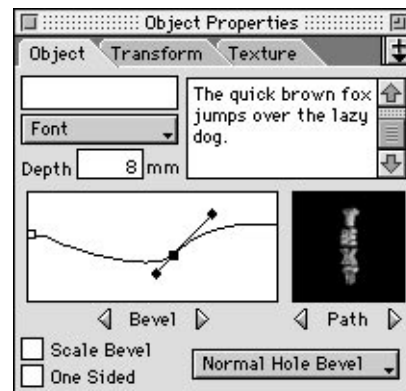 Object Properties
Object Transform Texture
The quick brown fox
jumps over the lazy
dog.
Font
Depth 8 mm
TEXT
Bevel Path
Scale Bevel
One Sided
Normal Hole Bevel